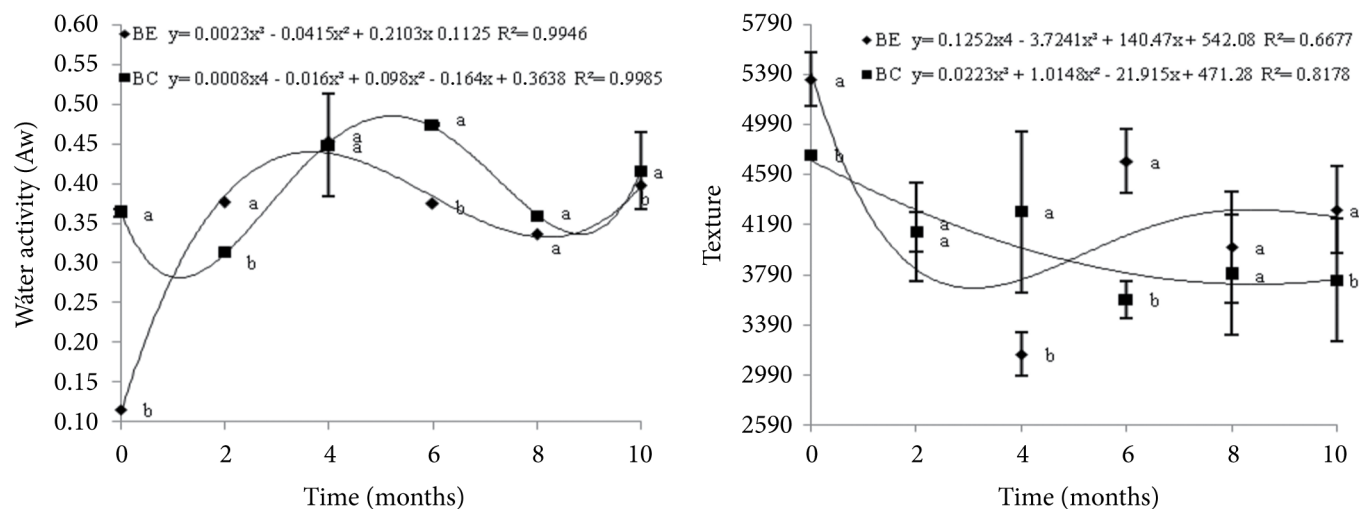 BE y= 0.0023x³ - 0.0415x² + 0.2103x 0.1125 R²= 0.9946
BC y= 0.0008x4 - 0.016x³ + 0.098x² - 0.164x + 0.3638 R²= 0.9985
0.60
0.55
0.50
0.45
0.40
0.35
0.30
0.25
0.20
0.15
0.10
Wáter activity (Aw)
a
b
a
b
a
a
a
b
a
a
a
b
0
2
4
6
8
10
Time (months)
BE y= 0.1252x4 - 3.7241x³ + 140.47x + 542.08 R²= 0.6677
BC y= 0.0223x³ + 1.0148x² - 21.915x + 471.28 R²= 0.8178
5790
5390
4990
4590
4190
3790
3390
2990
2590
Texture
a
b
a
a
a
b
a
b
a
a
a
b
0
2
4
6
8
10
Time (months)